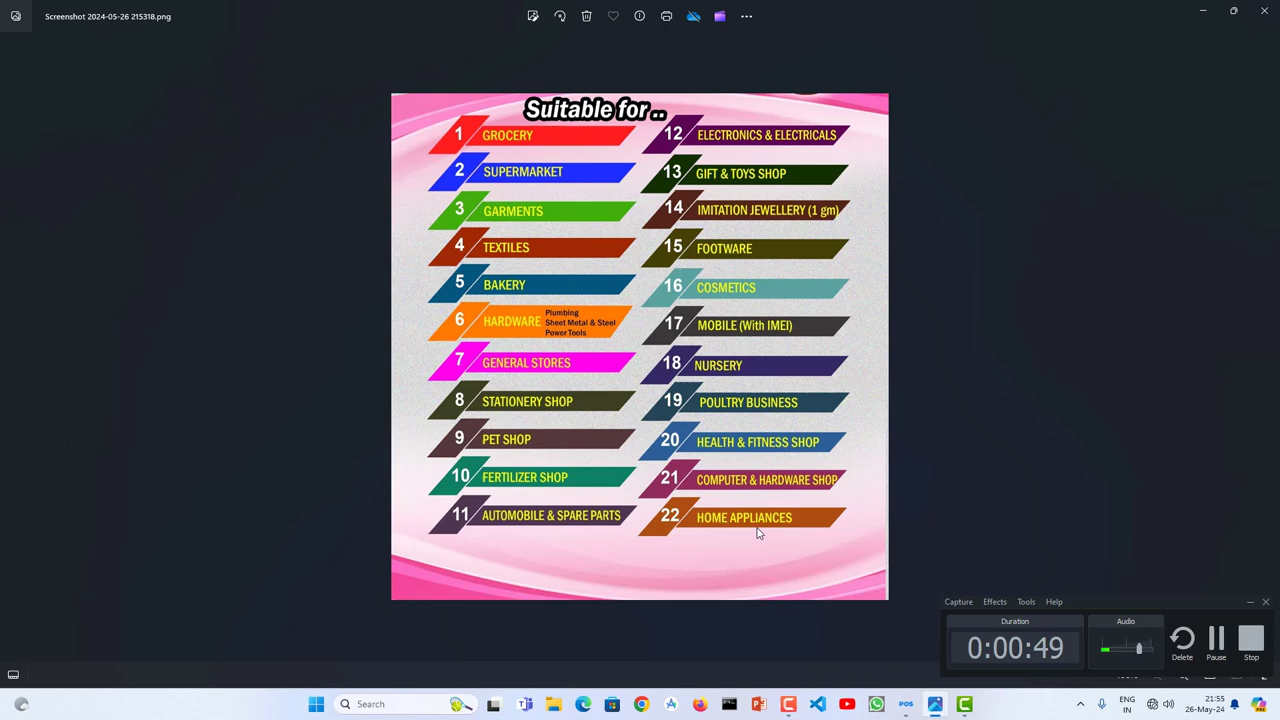 Screenshot 2024-05-26 215318.png
Suitable for ..
1 GROCERY
2 SUPERMARKET
3 GARMENTS
4 TEXTILES
5 BAKERY
6 HARDWARE
Plumbing
Sheet Metal & Steel
Power Tools
7 GENERAL STORES
8 STATIONERY SHOP
9 PET SHOP
10 FERTILIZER SHOP
11 AUTOMOBILE & SPARE PARTS
12 ELECTRONICS & ELECTRICALS
13 GIFT & TOYS SHOP
14 IMITATION JEWELLERY (1 gm)
15 FOOTWARE
16 COSMETICS
17 MOBILE (With IMEI)
18 NURSERY
19 POULTRY BUSINESS
20 HEALTH & FITNESS SHOP
21 COMPUTER & HARDWARE SHOP
22 HOME APPLIANCES
Capture Effects Tools Help
Duration
0:00:49
Audio
Delete Pause Stop
Search
POS
ENG
IN
21:55
26-May-24